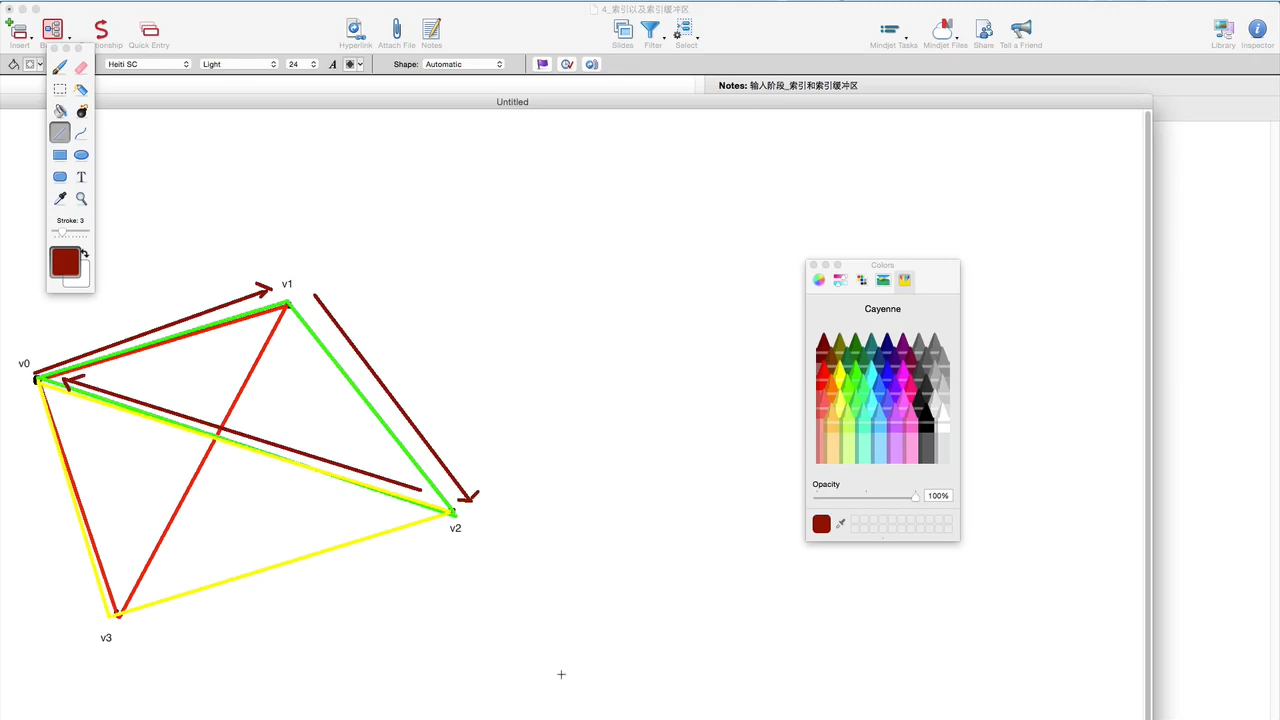 4_索引以及索引缓冲区
Insert
onship
Quick Entry
Hyperlink
Attach File
Notes
Slides
Filter
Select
Mindjet Tasks
Mindjet Files
Share
Tell a Friend
Library
Inspector
Heiti SC
Light
24
A
Shape:
Automatic
Notes: 输入阶段_索引和索引缓冲区
Untitled
T
Stroke: 3
Colors
Cayenne
Opacity
100%
v1
v0
v2
v3